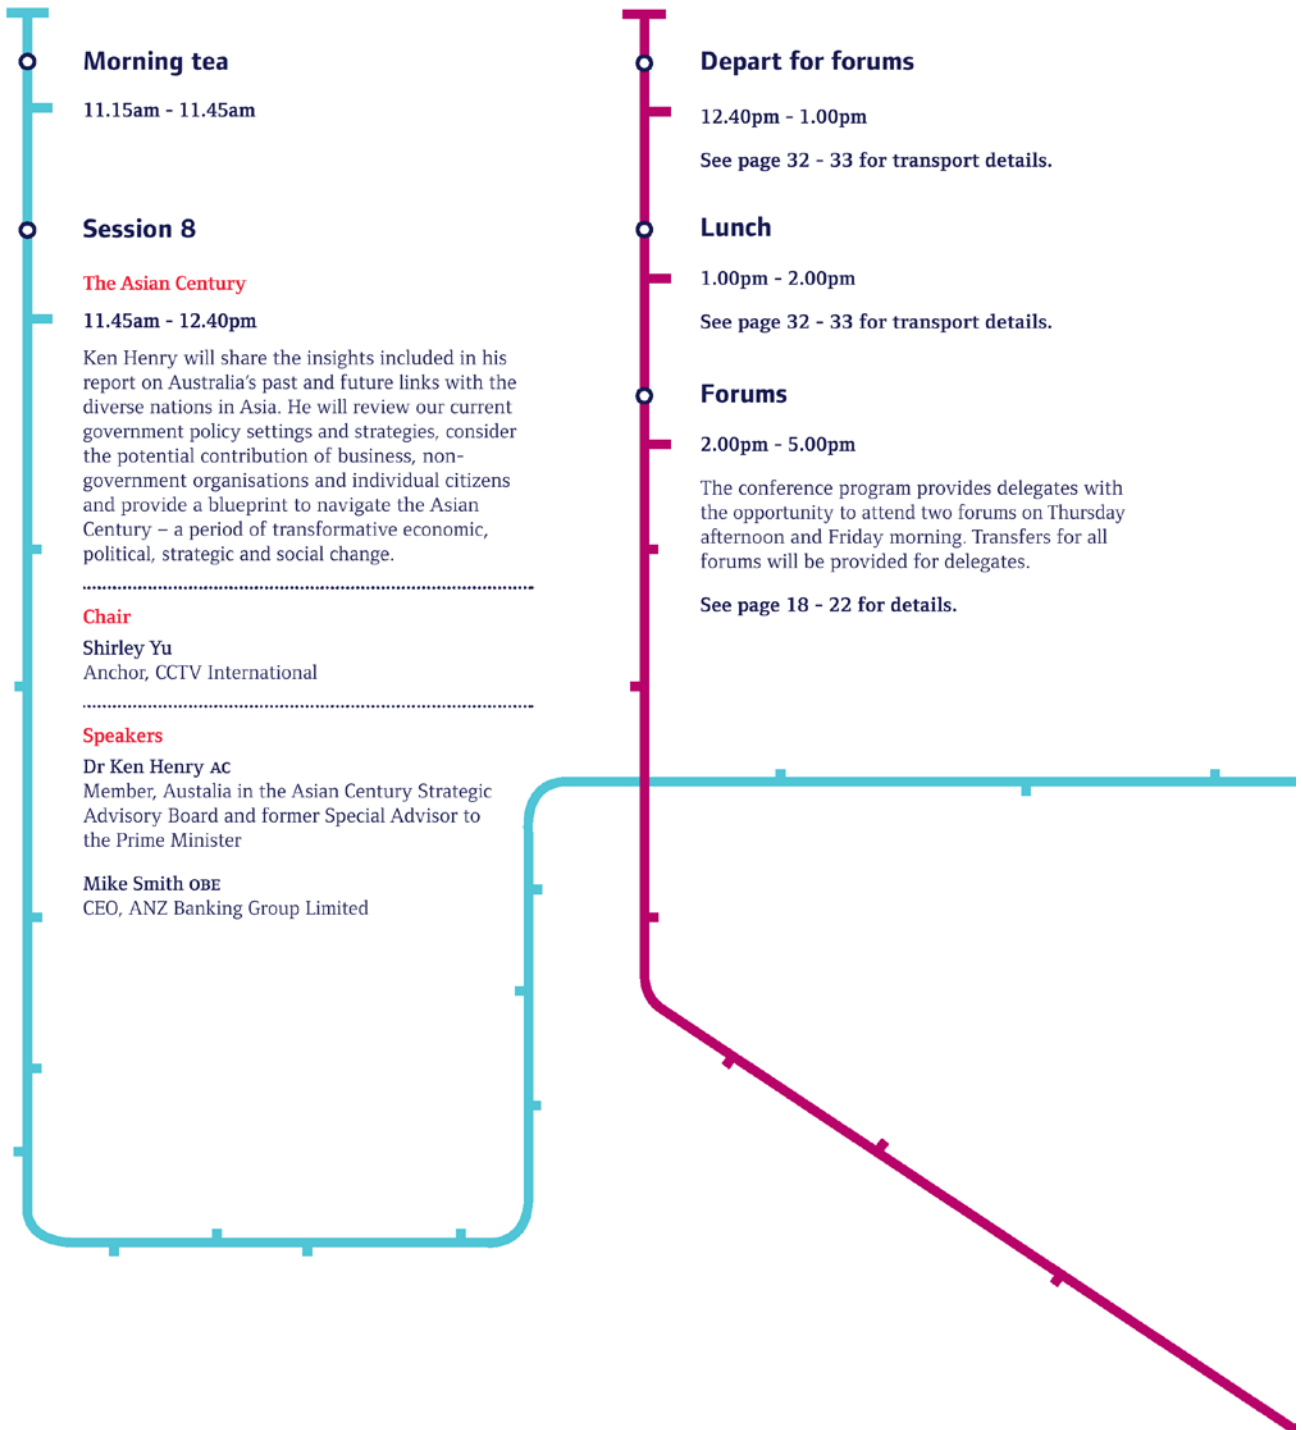 Morning tea
11.15am - 11.45am
Session 8
The Asian Century
11.45am - 12.40pm
Ken Henry will share the insights included in his
report on Australia's past and future links with the
diverse nations in Asia. He will review our current
government policy settings and strategies, consider
the potential contribution of business, non-
government organisations and individual citizens
and provide a blueprint to navigate the Asian
Century – a period of transformative economic,
political, strategic and social change.
Chair
Shirley Yu
Anchor, CCTV International
Speakers
Dr Ken Henry AC
Member, Austalia in the Asian Century Strategic
Advisory Board and former Special Advisor to
the Prime Minister
Mike Smith OBE
CEO, ANZ Banking Group Limited
Depart for forums
12.40pm - 1.00pm
See page 32 - 33 for transport details.
Lunch
1.00pm - 2.00pm
See page 32 - 33 for transport details.
Forums
2.00pm - 5.00pm
The conference program provides delegates with
the opportunity to attend two forums on Thursday
afternoon and Friday morning. Transfers for all
forums will be provided for delegates.
See page 18 - 22 for details.